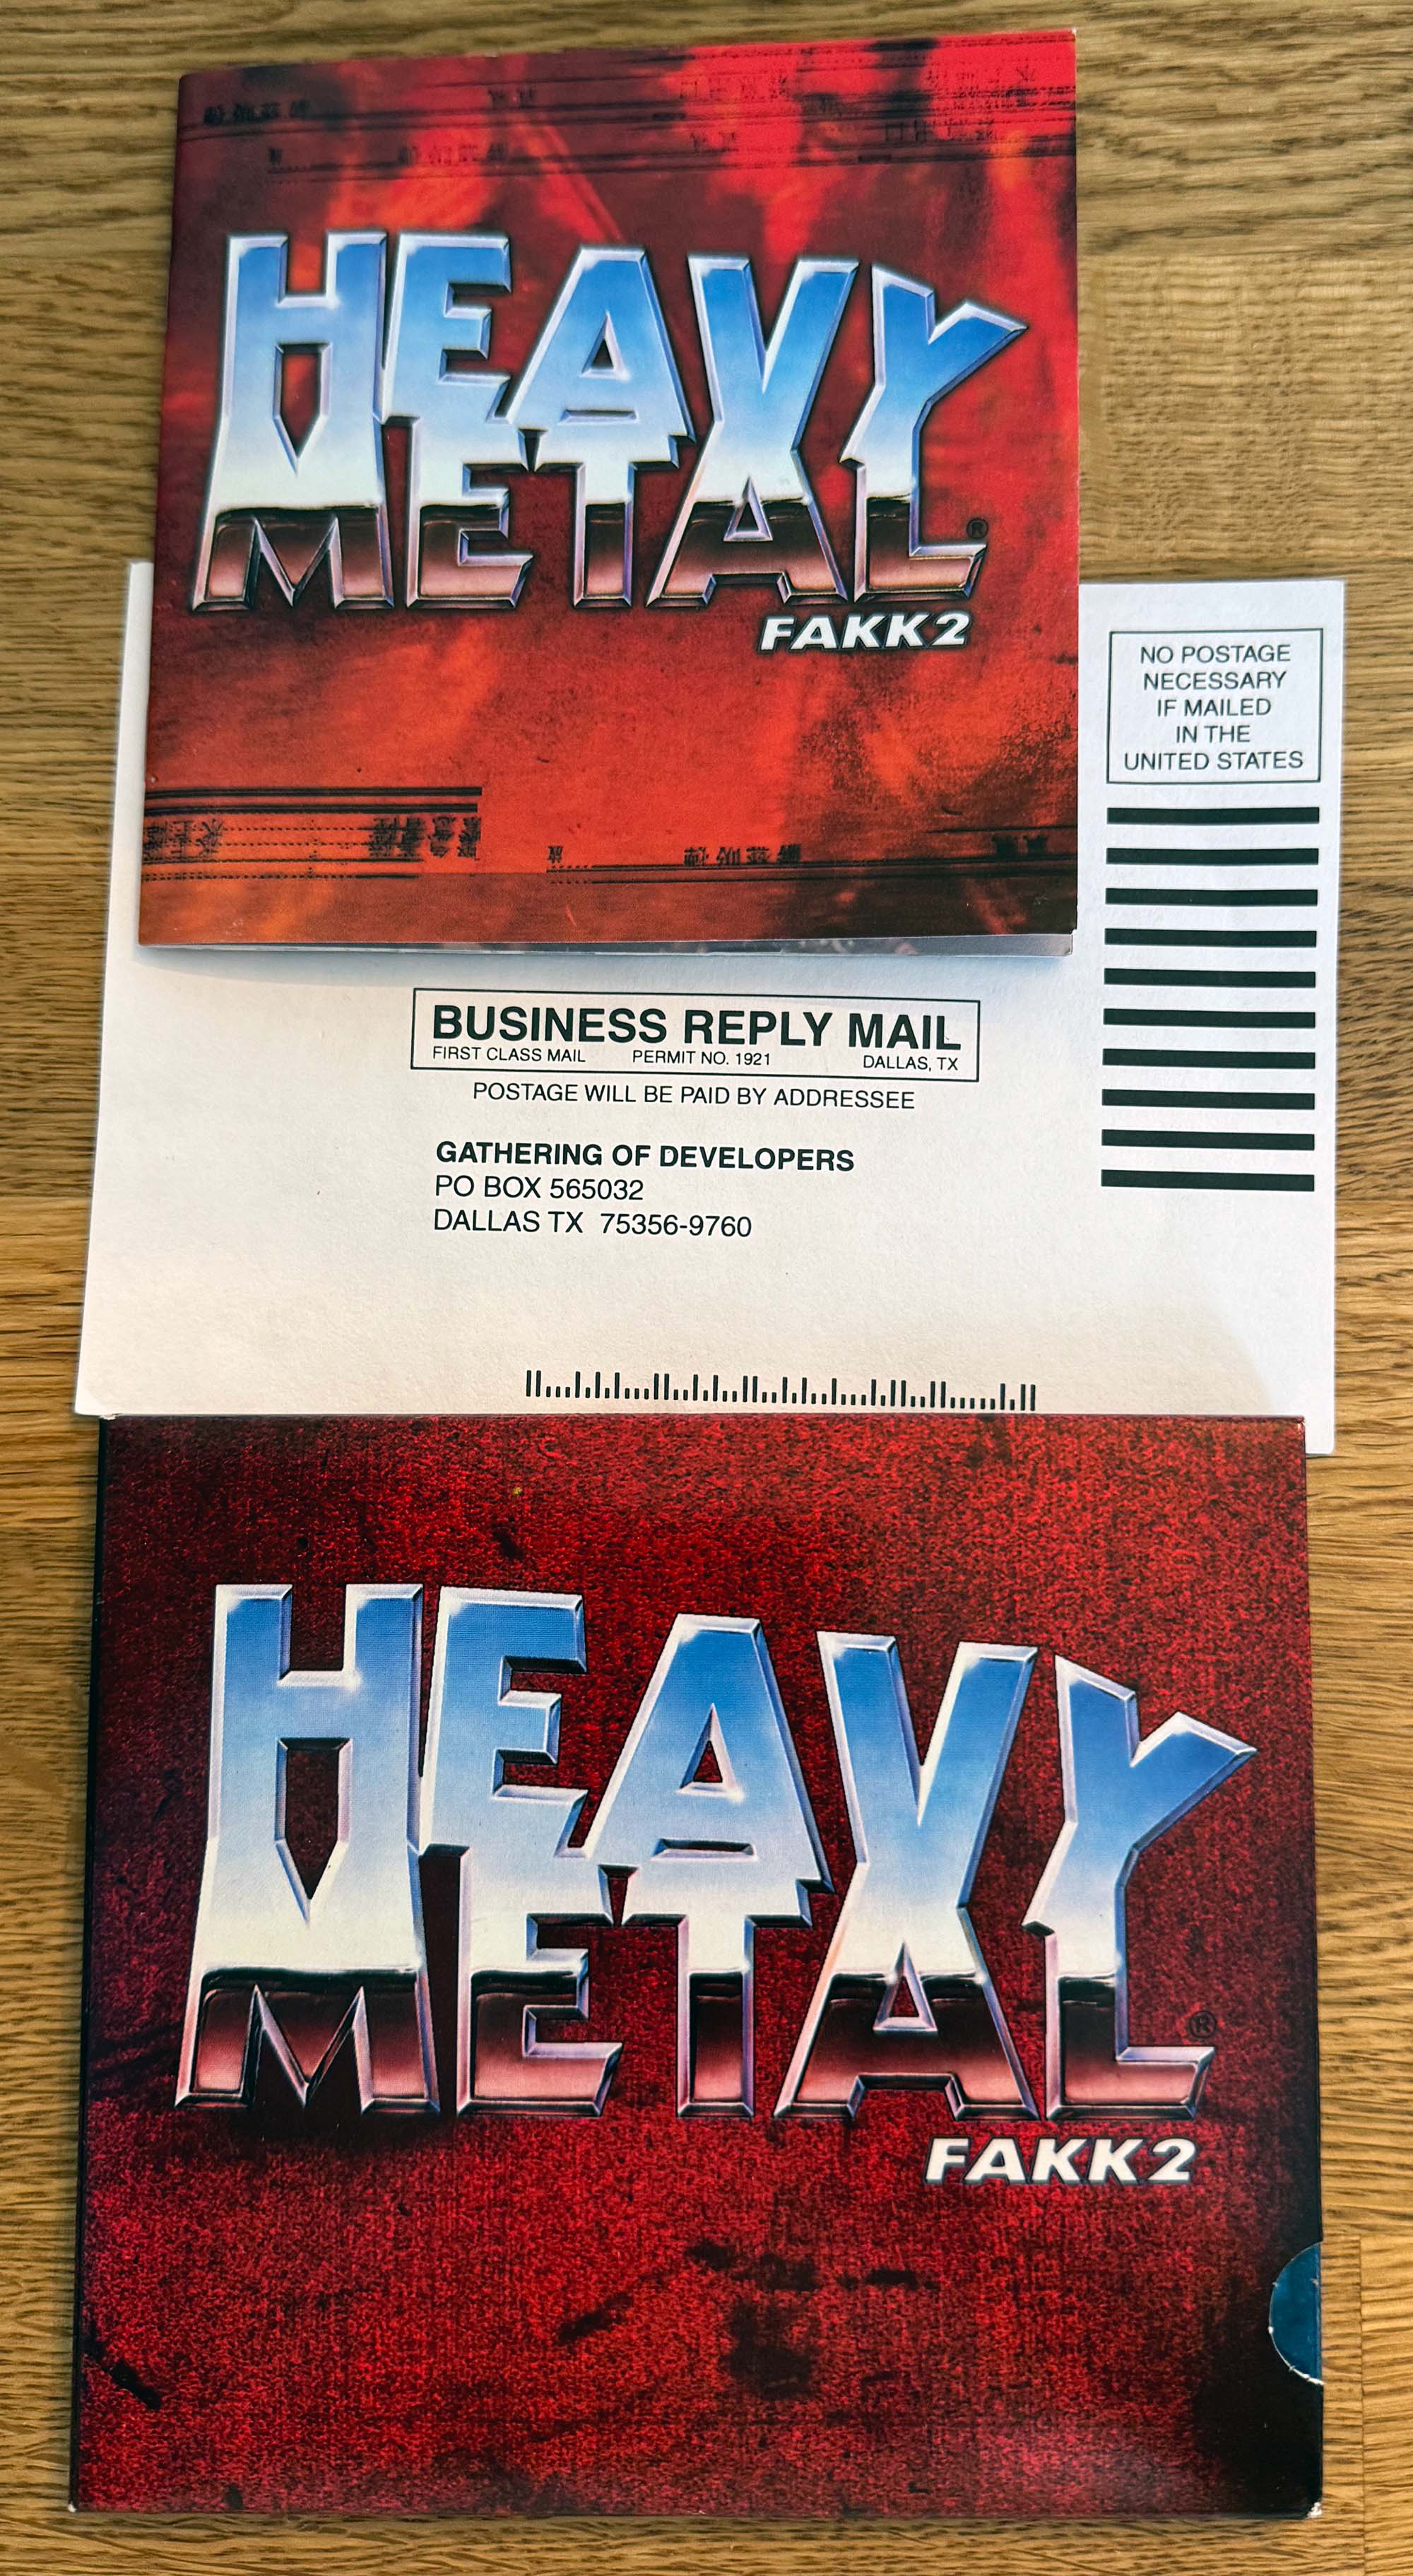 HEAVY
METAL®
FAKK2
NO POSTAGE
NECESSARY
IF MAILED
IN THE
UNITED STATES
BUSINESS REPLY MAIL
FIRST CLASS MAIL PERMIT NO. 1921 DALLAS, TX
POSTAGE WILL BE PAID BY ADDRESSEE
GATHERING OF DEVELOPERS
PO BOX 565032
DALLAS TX 75356-9760
HEAVY
METAL®
FAKK2